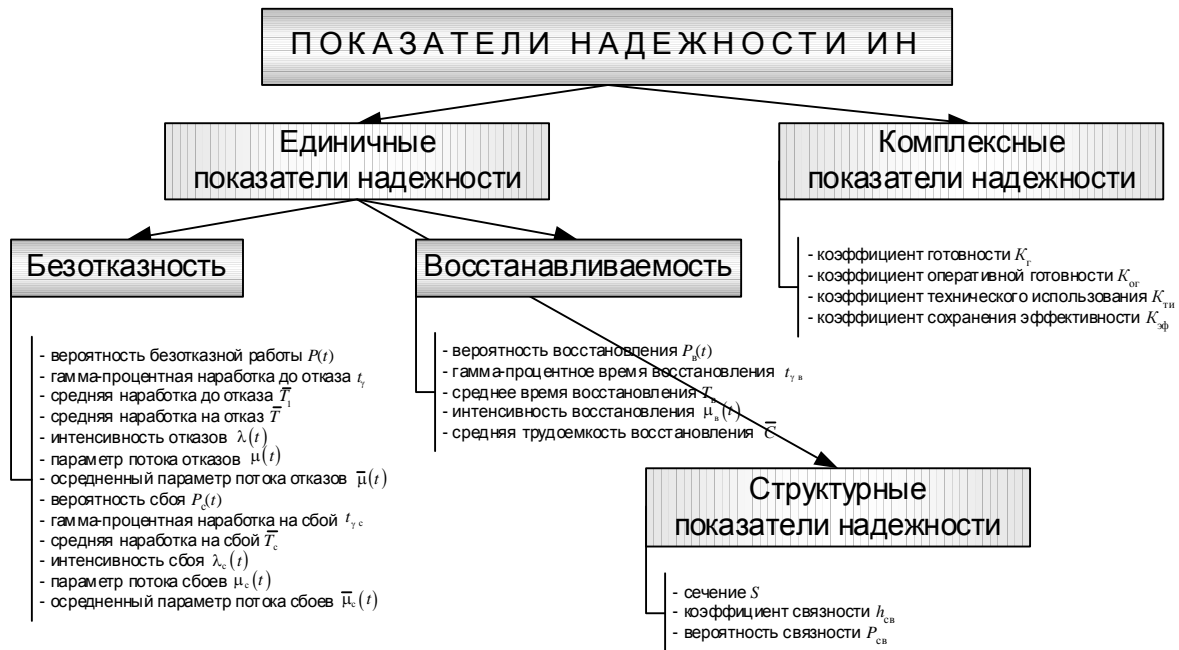 ПОКАЗАТЕЛИ НАДЕЖНОСТИ ИН
Единичные
показатели надежности
Комплексные
показатели надежности
Безотказность
Восстанавливаемость
- коэффициент готовности Kг
- коэффициент оперативной готовности Kог
- коэффициент технического использования Kти
- коэффициент сохранения эффективности Kэф
- вероятность безотказной работы P(t)
- гамма-процентная наработка до отказа tγ
- средняя наработка до отказа T̅1
- средняя наработка на отказ T̅
- интенсивность отказов λ(t)
- параметр потока отказов μ(t)
- осредненный параметр потока отказов μ̅(t)
- вероятность сбоя Pс(t)
- гамма-процентная наработка на сбой tγ с
- средняя наработка на сбой T̅с
- интенсивность сбоя λс(t)
- параметр потока сбоев μс(t)
- осредненный параметр потока сбоев μ̅с(t)
- вероятность восстановления Pв(t)
- гамма-процентное время восстановления tγ в
- среднее время восстановления Tв
- интенсивность восстановления μв(t)
- средняя трудоемкость восстановления C̅
Структурные
показатели надежности
- сечение S
- коэффициент связности hсв
- вероятность связности Pсв